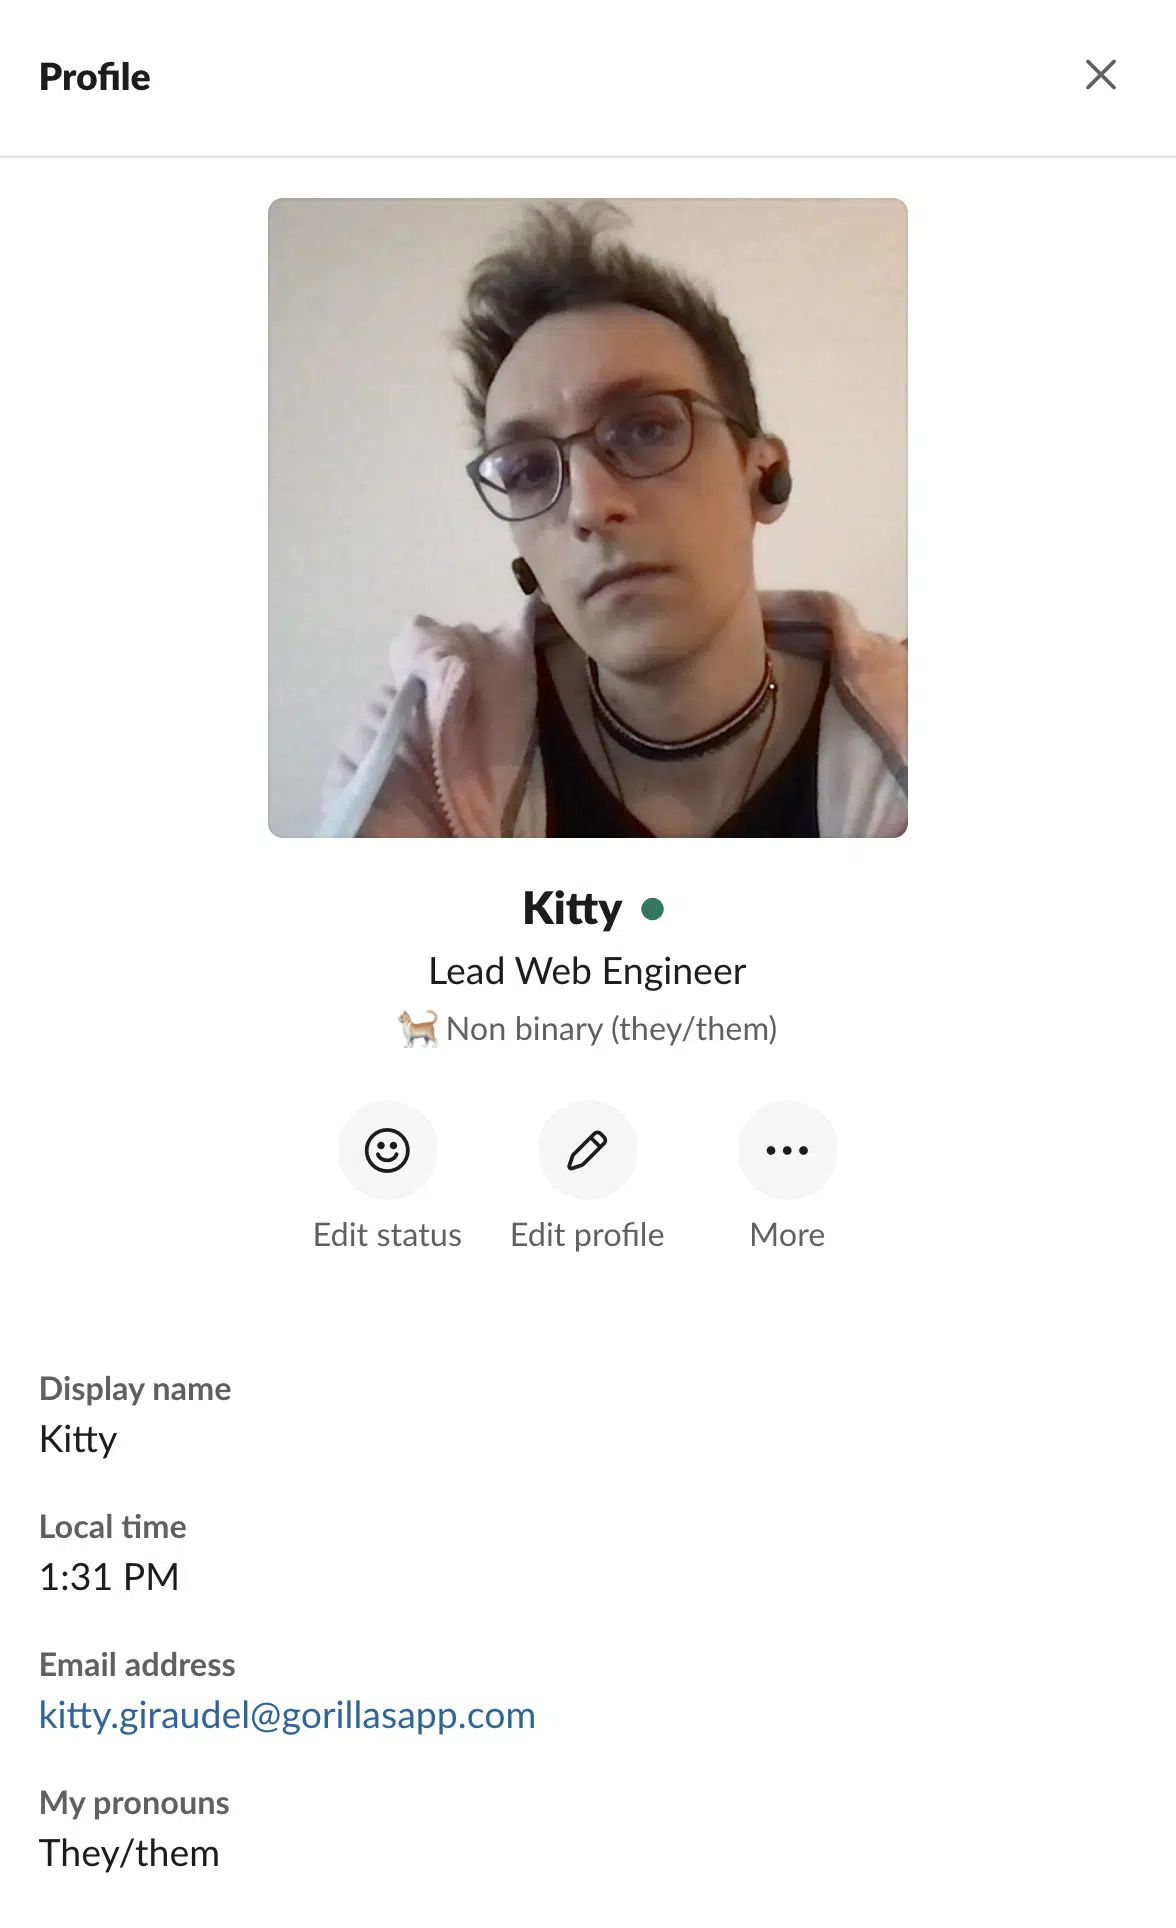 Profile
Kitty
Lead Web Engineer
Non binary (they/them)
Edit status
Edit profile
More
Display name
Kitty
Local time
1:31 PM
Email address
kitty.giraudel@gorillasapp.com
My pronouns
They/them